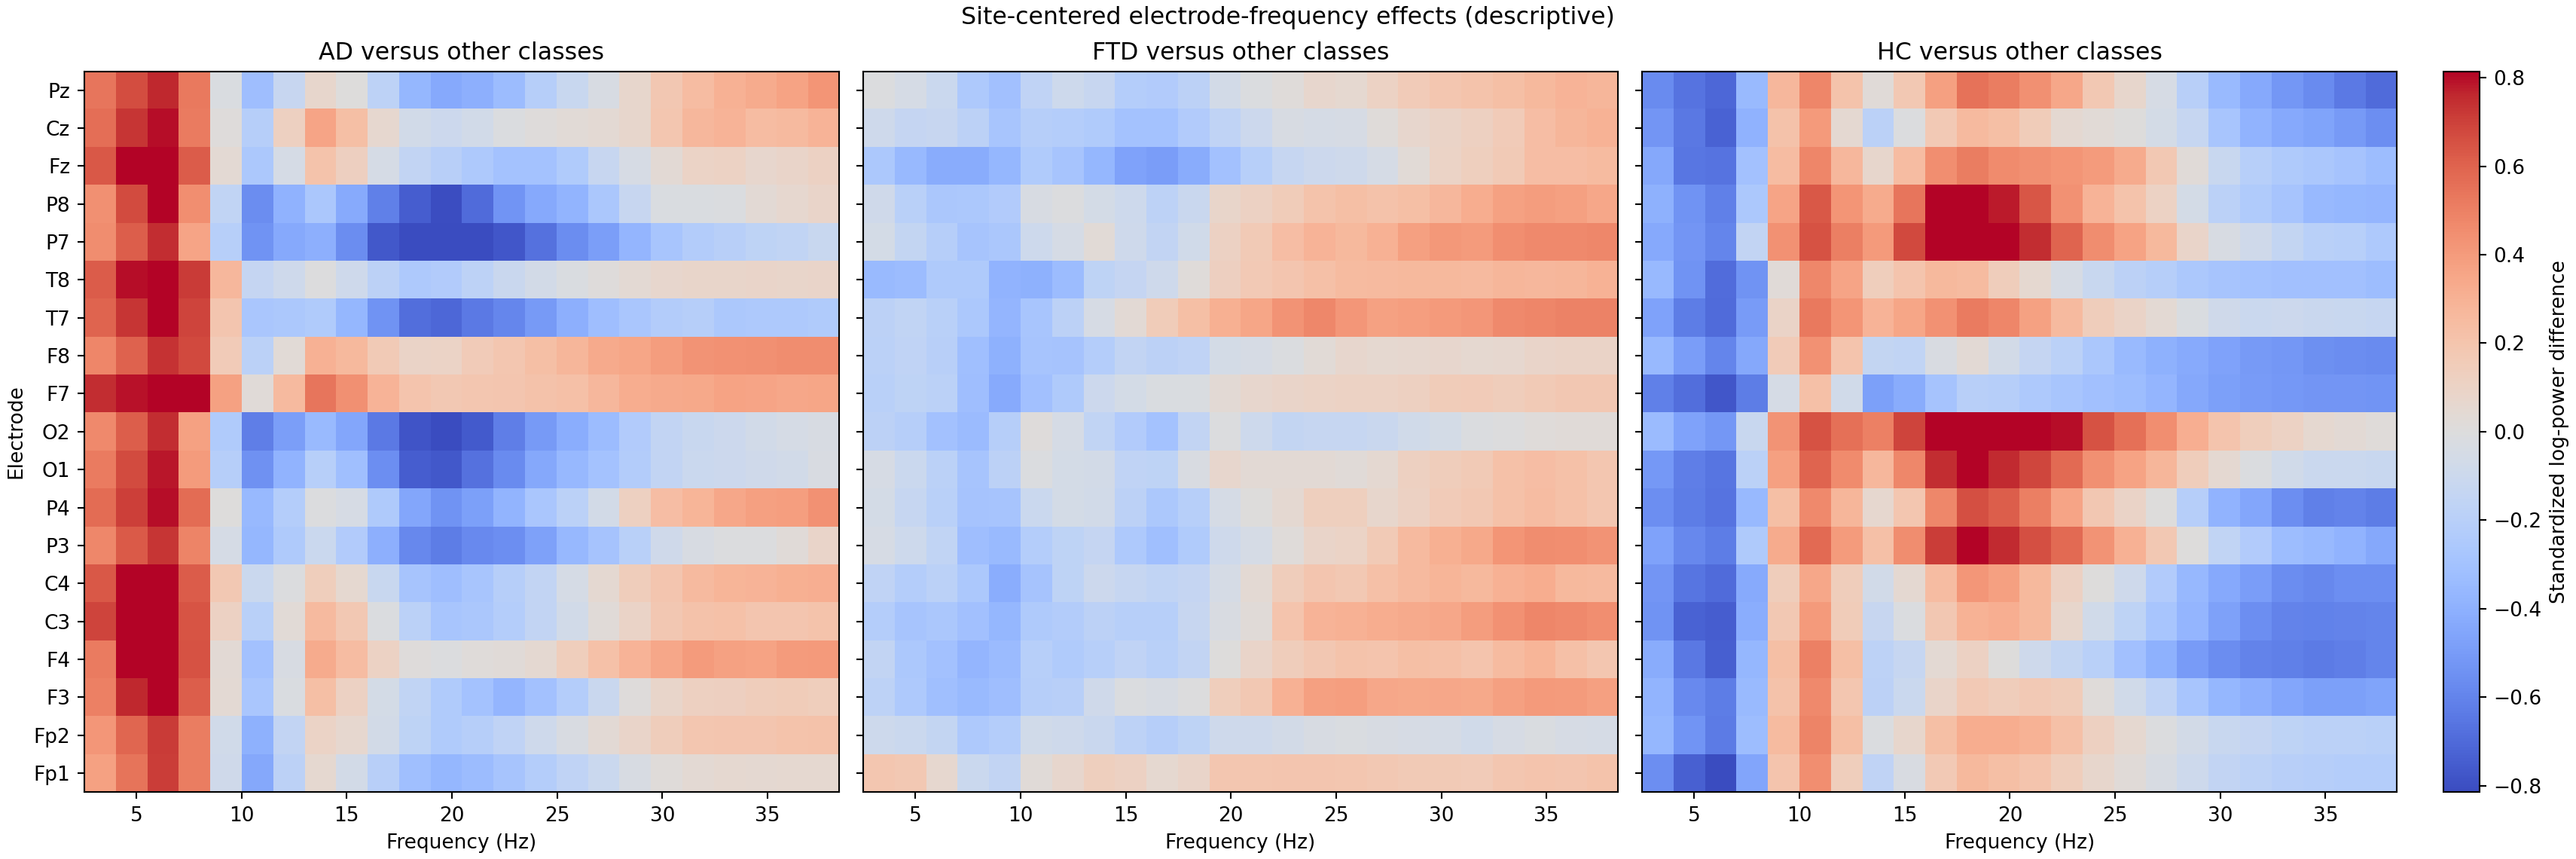 Site-centered electrode-frequency effects (descriptive)
AD versus other classes
FTD versus other classes
HC versus other classes
Electrode
Pz
Cz
Fz
P8
P7
T8
T7
F8
F7
O2
O1
P4
P3
C4
C3
F4
F3
Fp2
Fp1
5 10 15 20 25 30 35
5 10 15 20 25 30 35
5 10 15 20 25 30 35
Frequency (Hz)
Frequency (Hz)
Frequency (Hz)
0.8
0.6
0.4
0.2
0.0
−0.2
−0.4
−0.6
−0.8
Standardized log-power difference